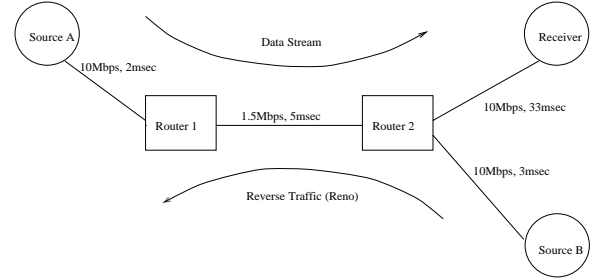 Source A
Data Stream
Receiver
10Mbps, 2msec
Router 1
1.5Mbps, 5msec
Router 2
10Mbps, 33msec
10Mbps, 3msec
Reverse Traffic (Reno)
Source B